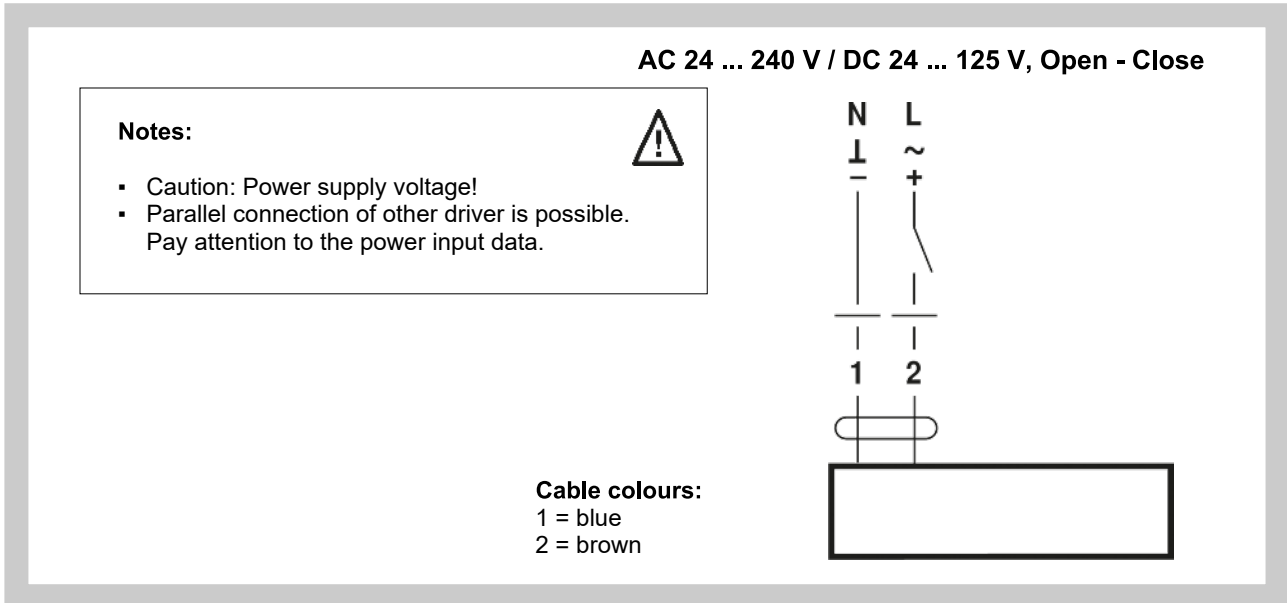 AC 24 ... 240 V / DC 24 ... 125 V, Open - Close
Notes:
▪ Caution: Power supply voltage!
▪ Parallel connection of other driver is possible.
Pay attention to the power input data.
N L
⊥ ~
– +
1 2
Cable colours:
1 = blue
2 = brown